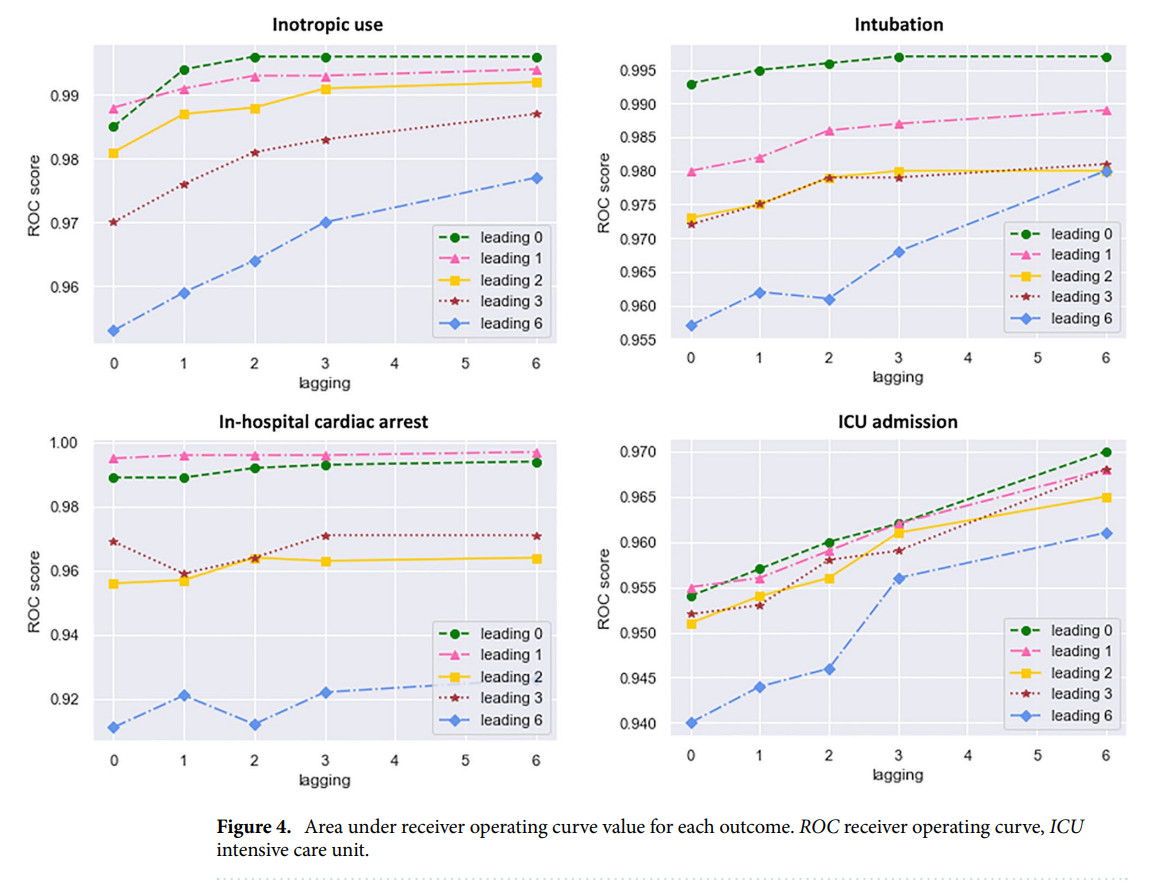 Inotropic use
0.99
0.98
0.97
0.96
ROC score
0 1 2 3 4 5 6
lagging
leading 0
leading 1
leading 2
leading 3
leading 6
Intubation
0.995
0.990
0.985
0.980
0.975
0.970
0.965
0.960
0.955
ROC score
0 1 2 3 4 5 6
lagging
leading 0
leading 1
leading 2
leading 3
leading 6
In-hospital cardiac arrest
1.00
0.98
0.96
0.94
0.92
ROC score
0 1 2 3 4 5 6
lagging
leading 0
leading 1
leading 2
leading 3
leading 6
ICU admission
0.970
0.965
0.960
0.955
0.950
0.945
0.940
ROC score
0 1 2 3 4 5 6
lagging
leading 0
leading 1
leading 2
leading 3
leading 6
Figure 4. Area under receiver operating curve value for each outcome. ROC receiver operating curve, ICU
intensive care unit.